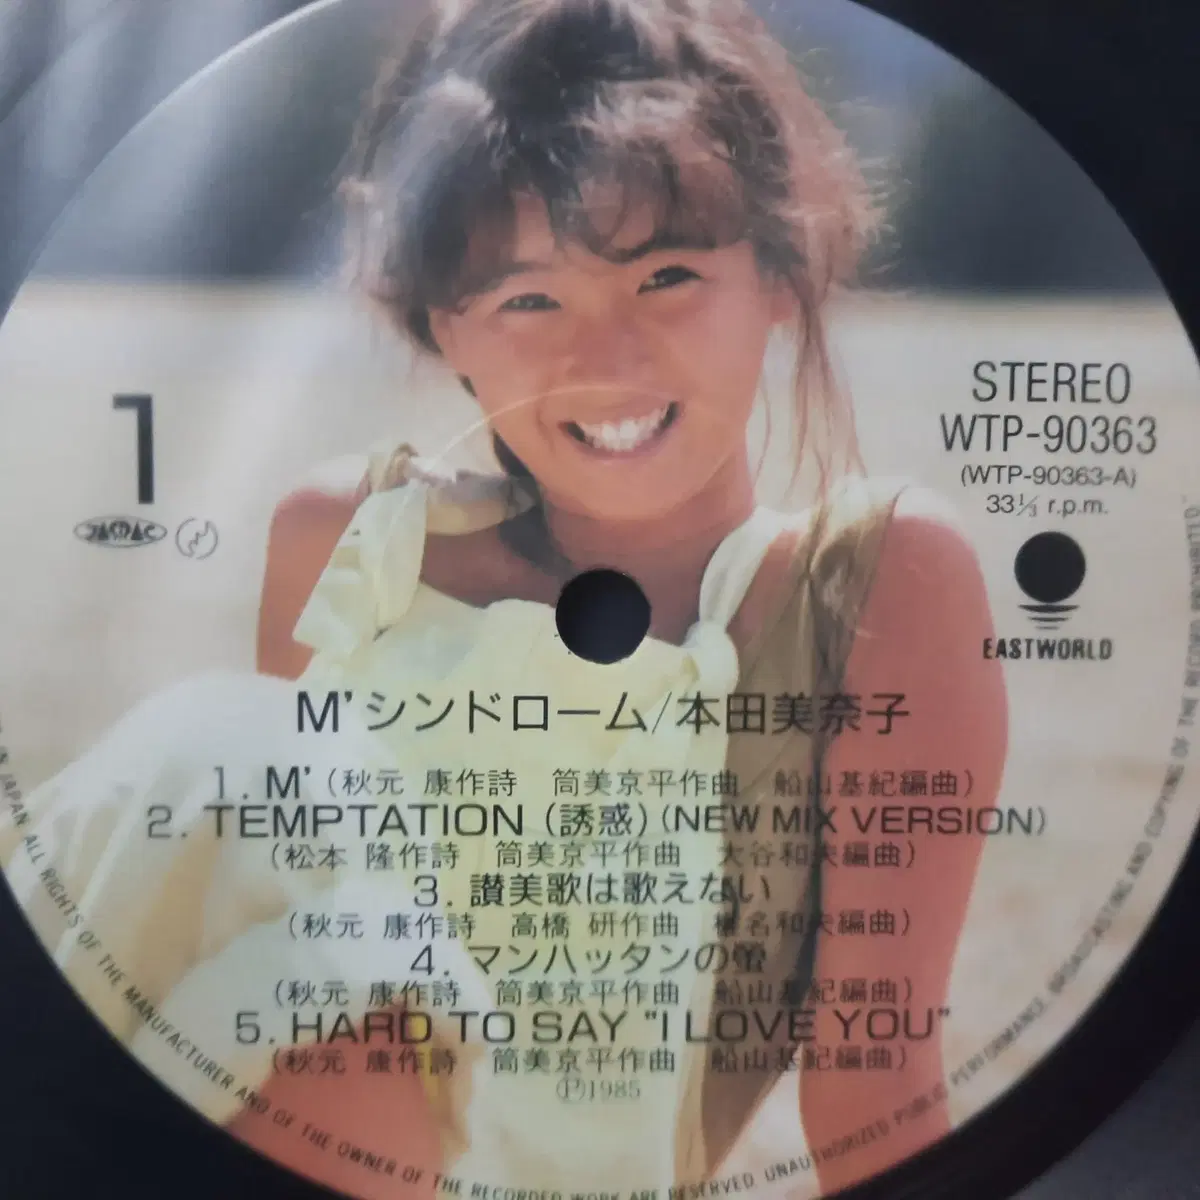 1
JASRAC
STEREO
WTP-90363
(WTP-90363-A)
33⅓ r.p.m.
EASTWORLD
M'シンドローム/本田美奈子
1. M' (秋元 康作詩 筒美京平作曲 船山基紀編曲)
2. TEMPTATION (誘惑) (NEW MIX VERSION)
(松本 隆作詩 筒美京平作曲 大谷和夫編曲)
3. 讃美歌は歌えない
(秋元 康作詩 高橋 研作曲 椎名和夫編曲)
4. マンハッタンの蛍
(秋元 康作詩 筒美京平作曲 船山基紀編曲)
5. HARD TO SAY "I LOVE YOU"
(秋元 康作詩 筒美京平作曲 船山基紀編曲)
Ⓟ1985
IN JAPAN ALL RIGHTS OF THE MANUFACTURER AND OF THE OWNER OF THE RECORDED WORK ARE RESERVED. UNAUTHORIZED PUBLIC PERFORMANCE, BROADCASTING AND COPYING OF THE RECORD PROHIBITED.